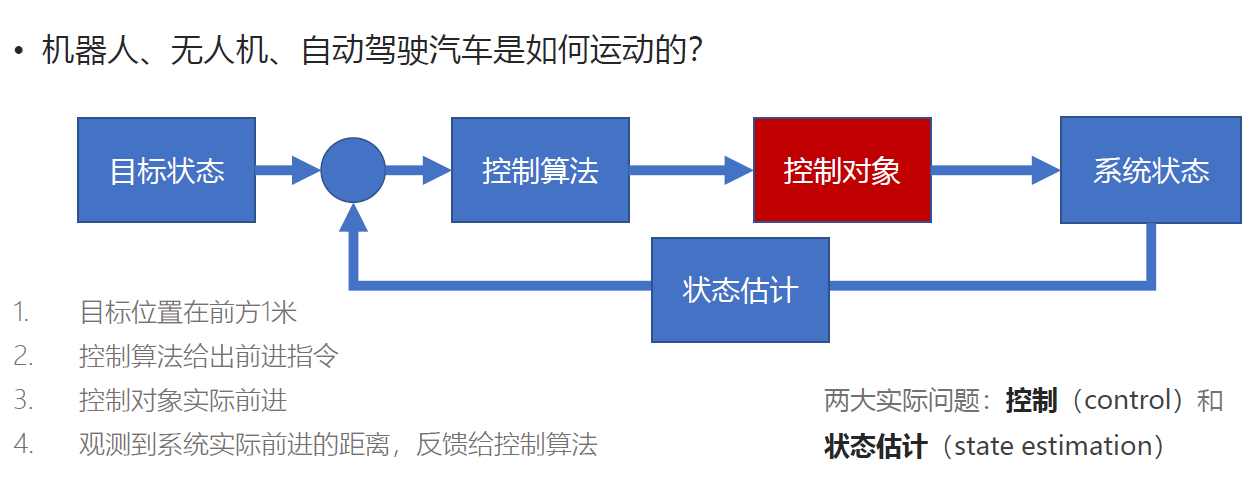 • 机器人、无人机、自动驾驶汽车是如何运动的?
目标状态
控制算法
控制对象
系统状态
状态估计
1. 目标位置在前方1米
2. 控制算法给出前进指令
3. 控制对象实际前进
4. 观测到系统实际前进的距离，反馈给控制算法
两大实际问题：控制（control）和
状态估计（state estimation）